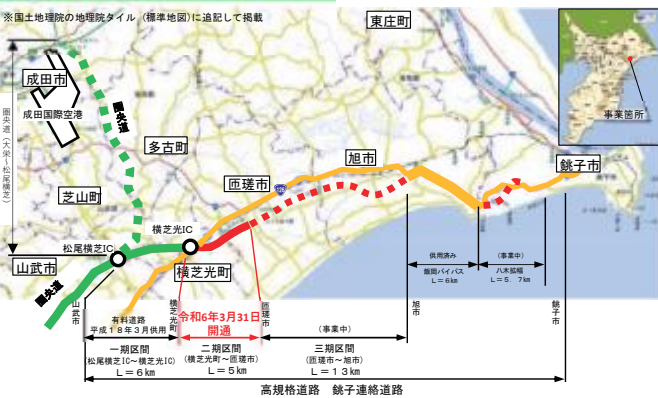 ※国土地理院の地理院タイル (標準地図)に追記して掲載
東庄町
成田市
成田国際空港
圏央道
圏央道(大栄~松尾横芝)
事業箇所
多古町
旭市
銚子市
匝瑳市
芝山町
横芝光IC
松尾横芝IC
山武市
横芝光町
圏央道
供用済み
飯岡バイパス
L=6km
(事業中)
八木拡幅
L=5.7km
山武市
有料道路
平成18年3月供用
横芝光町
令和6年3月31日
開通
匝瑳市
(事業中)
旭市
銚子市
一期区間
(松尾横芝IC~横芝光IC)
L=6km
二期区間
(横芝光町~匝瑳市)
L=5km
三期区間
(匝瑳市~旭市)
L=13km
高規格道路 銚子連絡道路